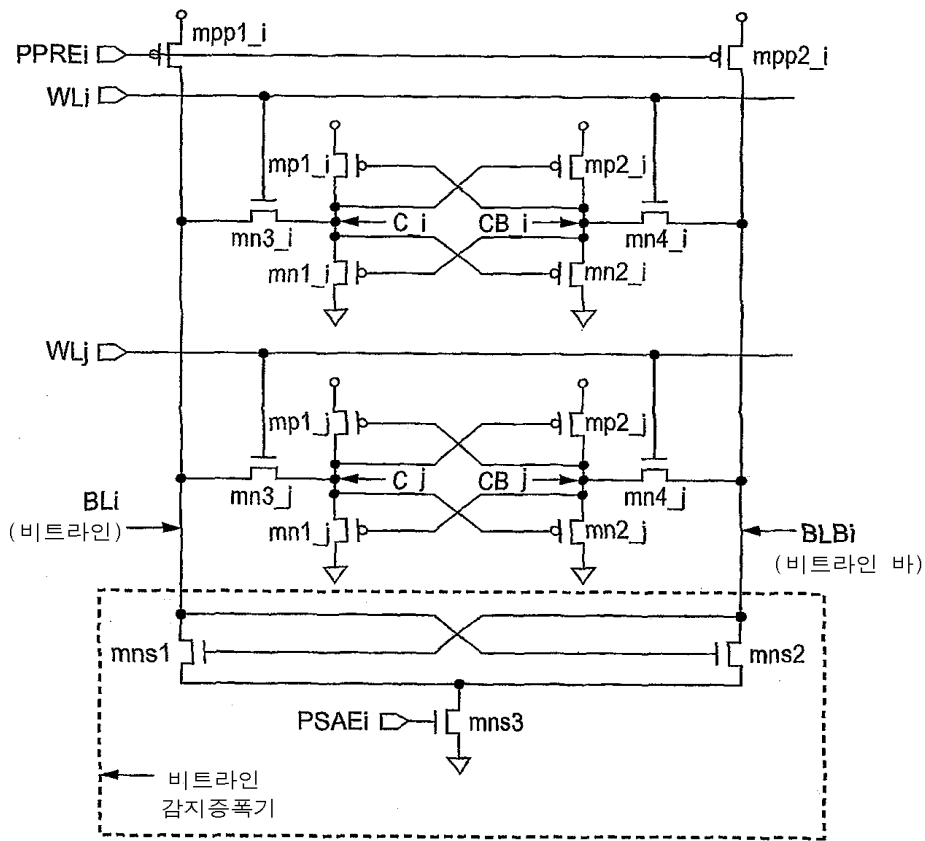 mpp1_i
PPREi
mpp2_i
WLi
mp1_i
mp2_i
C_i
CB_i
mn3_i
mn4_i
mn1_i
mn2_i
WLj
mp1_j
mp2_j
C_j
CB_j
mn3_j
mn4_j
BLi
(비트라인)
mn1_j
mn2_j
BLBi
(비트라인 바)
mns1
mns2
PSAEi
mns3
비트라인
감지증폭기